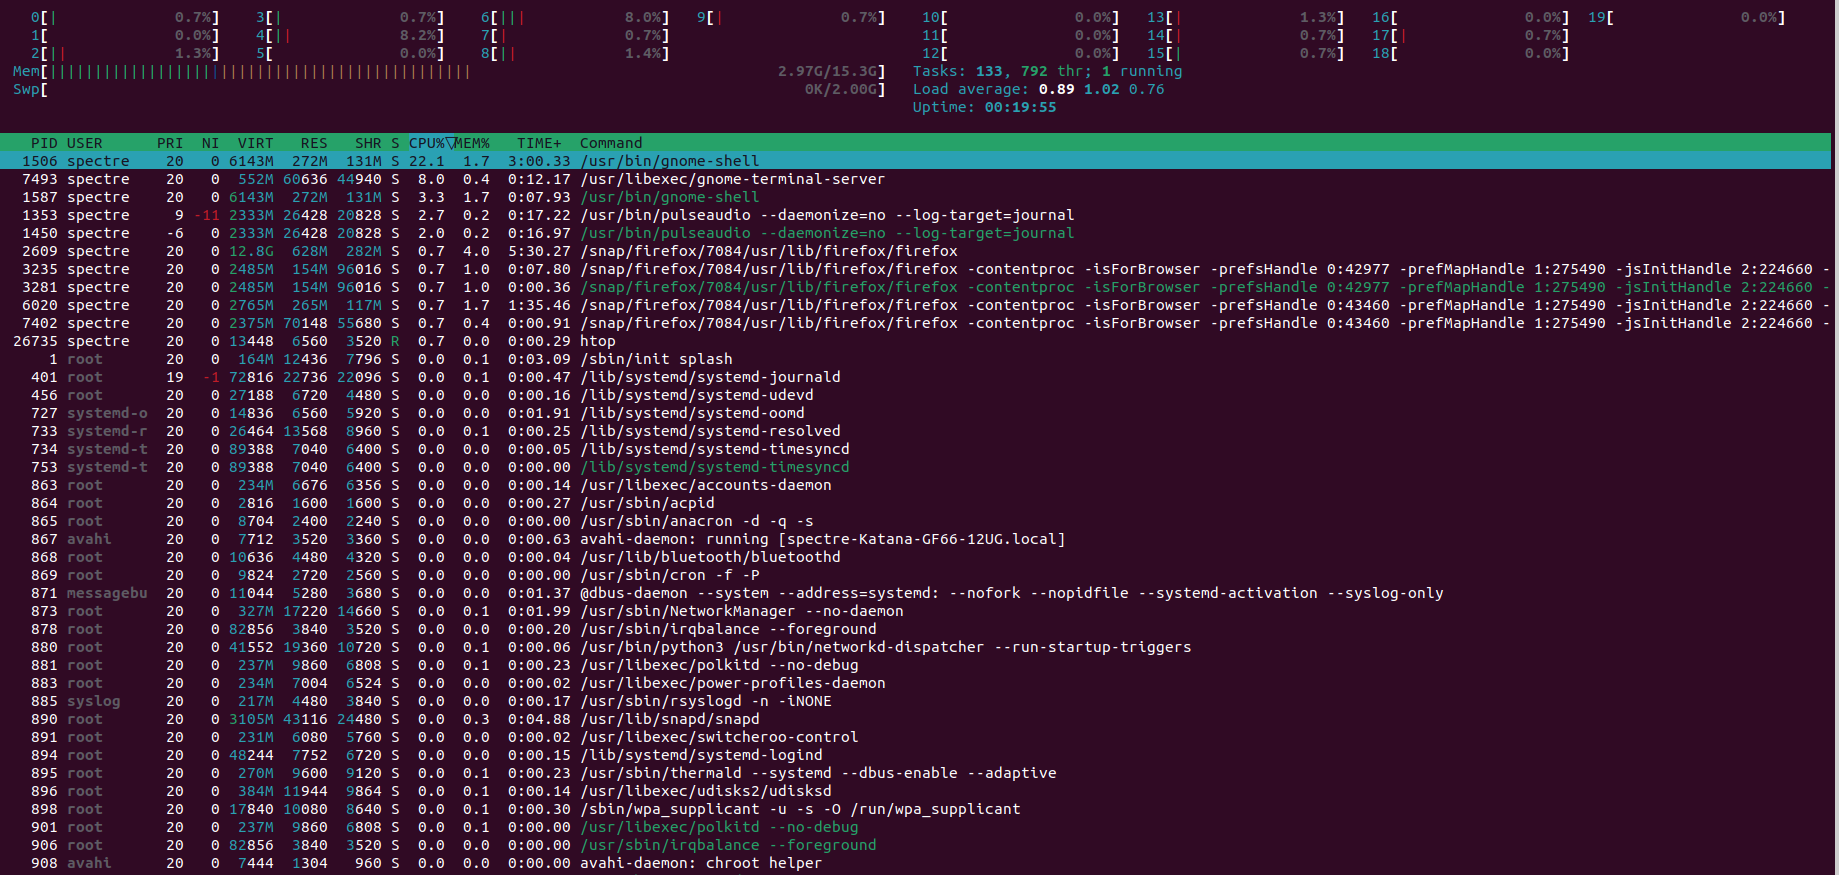 0[| 0.7%] 3[| 0.7%] 6[||| 8.0%] 9[| 0.7%] 10[ 0.0%] 13[| 1.3%] 16[ 0.0%] 19[ 0.0%]
1[ 0.0%] 4[|| 8.2%] 7[| 0.7%] 11[ 0.0%] 14[| 0.7%] 17[| 0.7%]
2[|| 1.3%] 5[ 0.0%] 8[|| 1.4%] 12[ 0.0%] 15[| 0.7%] 18[ 0.0%]
Mem[||||||||||||||||||||||||||||||||||||||||||||||| 2.97G/15.3G] Tasks: 133, 792 thr; 1 running
Swp[ 0K/2.00G] Load average: 0.89 1.02 0.76
Uptime: 00:19:55
PID USER PRI NI VIRT RES SHR S CPU%▽MEM% TIME+ Command
1506 spectre 20 0 6143M 272M 131M S 22.1 1.7 3:00.33 /usr/bin/gnome-shell
7493 spectre 20 0 552M 60636 44940 S 8.0 0.4 0:12.17 /usr/libexec/gnome-terminal-server
1587 spectre 20 0 6143M 272M 131M S 3.3 1.7 0:07.93 /usr/bin/gnome-shell
1353 spectre 9 -11 2333M 26428 20828 S 2.7 0.2 0:17.22 /usr/bin/pulseaudio --daemonize=no --log-target=journal
1450 spectre -6 0 2333M 26428 20828 S 2.0 0.2 0:16.97 /usr/bin/pulseaudio --daemonize=no --log-target=journal
2609 spectre 20 0 12.8G 628M 282M S 0.7 4.0 5:30.27 /snap/firefox/7084/usr/lib/firefox/firefox
3235 spectre 20 0 2485M 154M 96016 S 0.7 1.0 0:07.80 /snap/firefox/7084/usr/lib/firefox/firefox -contentproc -isForBrowser -prefsHandle 0:42977 -prefMapHandle 1:275490 -jsInitHandle 2:224660 -
3281 spectre 20 0 2485M 154M 96016 S 0.7 1.0 0:00.36 /snap/firefox/7084/usr/lib/firefox/firefox -contentproc -isForBrowser -prefsHandle 0:42977 -prefMapHandle 1:275490 -jsInitHandle 2:224660 -
6020 spectre 20 0 2765M 265M 117M S 0.7 1.7 1:35.46 /snap/firefox/7084/usr/lib/firefox/firefox -contentproc -isForBrowser -prefsHandle 0:43460 -prefMapHandle 1:275490 -jsInitHandle 2:224660 -
7402 spectre 20 0 2375M 70148 55680 S 0.7 0.4 0:00.91 /snap/firefox/7084/usr/lib/firefox/firefox -contentproc -isForBrowser -prefsHandle 0:43460 -prefMapHandle 1:275490 -jsInitHandle 2:224660 -
26735 spectre 20 0 13448 6560 3520 R 0.7 0.0 0:00.29 htop
1 root 20 0 164M 12436 7796 S 0.0 0.1 0:03.09 /sbin/init splash
401 root 19 -1 72816 22736 22096 S 0.0 0.1 0:00.47 /lib/systemd/systemd-journald
456 root 20 0 27188 6720 4480 S 0.0 0.0 0:00.16 /lib/systemd/systemd-udevd
727 systemd-o 20 0 14836 6560 5920 S 0.0 0.0 0:01.91 /lib/systemd/systemd-oomd
733 systemd-r 20 0 26464 13568 8960 S 0.0 0.1 0:00.25 /lib/systemd/systemd-resolved
734 systemd-t 20 0 89388 7040 6400 S 0.0 0.0 0:00.05 /lib/systemd/systemd-timesyncd
753 systemd-t 20 0 89388 7040 6400 S 0.0 0.0 0:00.00 /lib/systemd/systemd-timesyncd
863 root 20 0 234M 6676 6356 S 0.0 0.0 0:00.14 /usr/libexec/accounts-daemon
864 root 20 0 2816 1600 1600 S 0.0 0.0 0:00.27 /usr/sbin/acpid
865 root 20 0 8704 2400 2240 S 0.0 0.0 0:00.00 /usr/sbin/anacron -d -q -s
867 avahi 20 0 7712 3520 3360 S 0.0 0.0 0:00.63 avahi-daemon: running [spectre-Katana-GF66-12UG.local]
868 root 20 0 10636 4480 4320 S 0.0 0.0 0:00.04 /usr/lib/bluetooth/bluetoothd
869 root 20 0 9824 2720 2560 S 0.0 0.0 0:00.00 /usr/sbin/cron -f -P
871 messagebu 20 0 11044 5280 3680 S 0.0 0.0 0:01.37 @dbus-daemon --system --address=systemd: --nofork --nopidfile --systemd-activation --syslog-only
873 root 20 0 327M 17220 14660 S 0.0 0.1 0:01.99 /usr/sbin/NetworkManager --no-daemon
878 root 20 0 82856 3840 3520 S 0.0 0.0 0:00.20 /usr/sbin/irqbalance --foreground
880 root 20 0 41552 19360 10720 S 0.0 0.1 0:00.06 /usr/bin/python3 /usr/bin/networkd-dispatcher --run-startup-triggers
881 root 20 0 237M 9860 6808 S 0.0 0.1 0:00.23 /usr/libexec/polkitd --no-debug
883 root 20 0 234M 7004 6524 S 0.0 0.0 0:00.02 /usr/libexec/power-profiles-daemon
885 syslog 20 0 217M 4480 3840 S 0.0 0.0 0:00.17 /usr/sbin/rsyslogd -n -iNONE
890 root 20 0 3105M 43116 24480 S 0.0 0.3 0:04.88 /usr/lib/snapd/snapd
891 root 20 0 231M 6080 5760 S 0.0 0.0 0:00.02 /usr/libexec/switcheroo-control
894 root 20 0 48244 7752 6720 S 0.0 0.0 0:00.15 /lib/systemd/systemd-logind
895 root 20 0 270M 9600 9120 S 0.0 0.1 0:00.23 /usr/sbin/thermald --systemd --dbus-enable --adaptive
896 root 20 0 384M 11944 9864 S 0.0 0.1 0:00.14 /usr/libexec/udisks2/udisksd
898 root 20 0 17840 10080 8640 S 0.0 0.1 0:00.30 /sbin/wpa_supplicant -u -s -O /run/wpa_supplicant
901 root 20 0 237M 9860 6808 S 0.0 0.1 0:00.00 /usr/libexec/polkitd --no-debug
906 root 20 0 82856 3840 3520 S 0.0 0.0 0:00.00 /usr/sbin/irqbalance --foreground
908 avahi 20 0 7444 1304 960 S 0.0 0.0 0:00.00 avahi-daemon: chroot helper